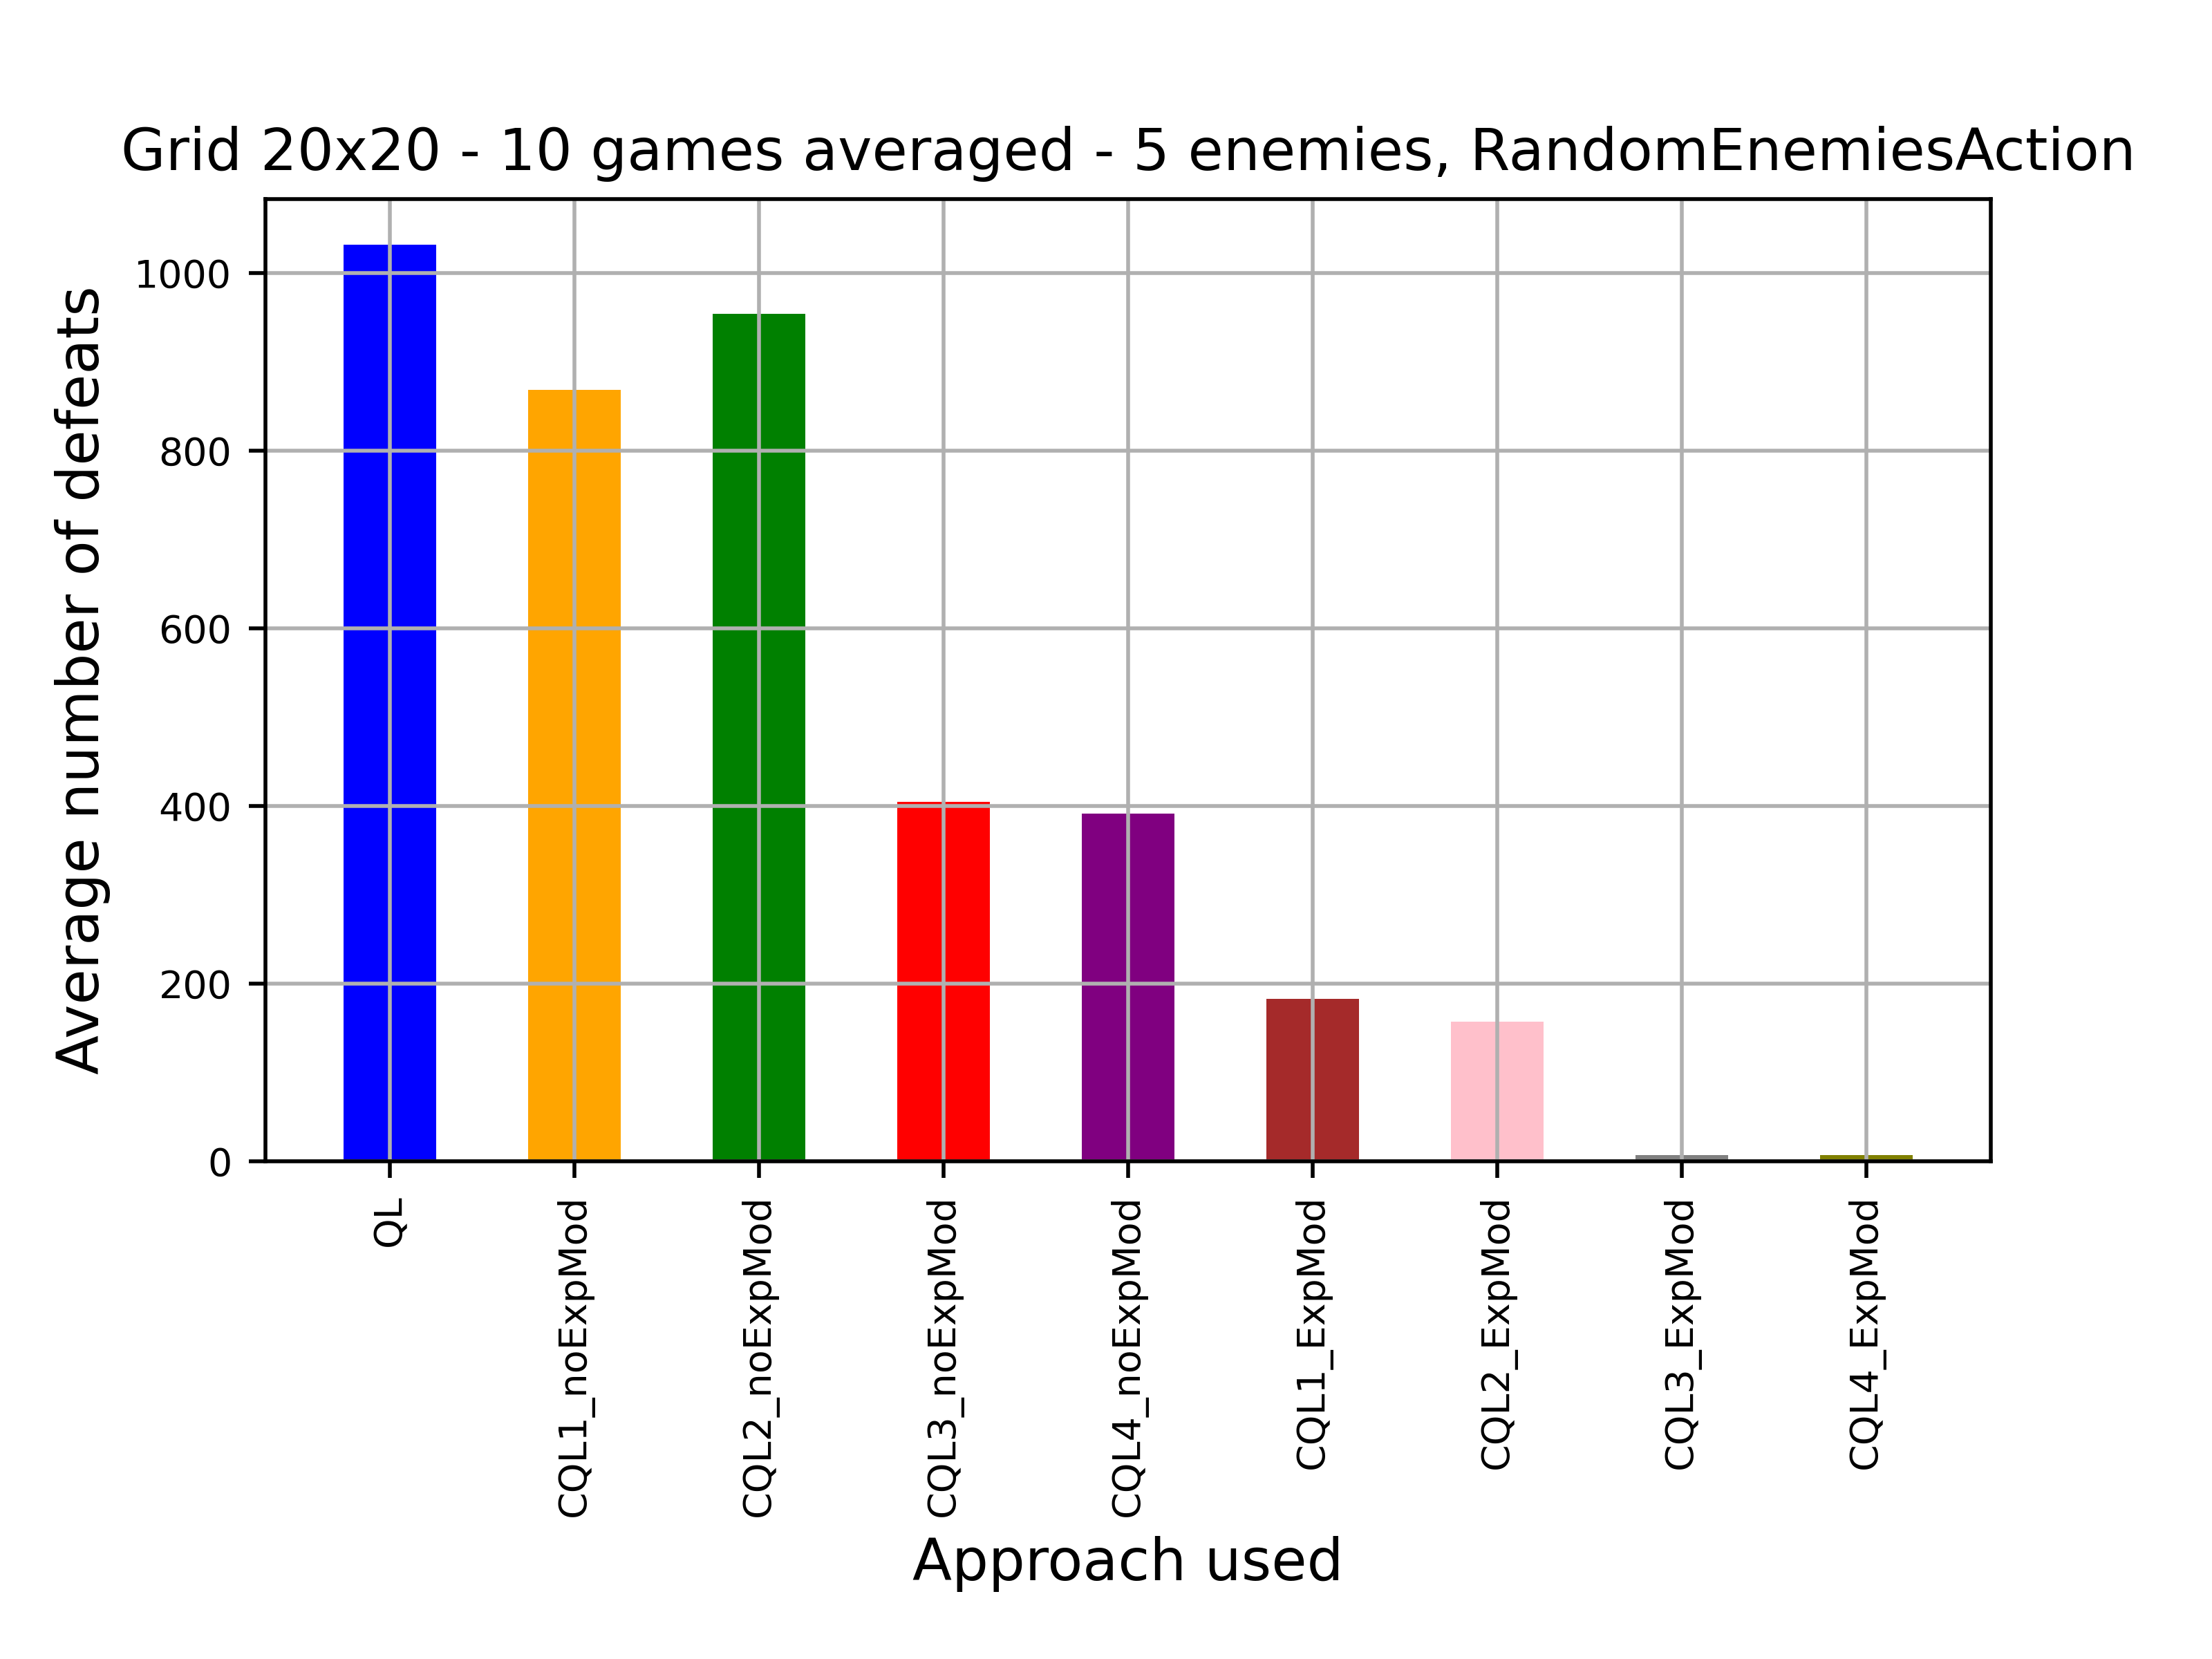 Grid 20x20 - 10 games averaged - 5 enemies, RandomEnemiesAction
Average number of defeats
1000
800
600
400
200
0
QL
CQL1_noExpMod
CQL2_noExpMod
CQL3_noExpMod
CQL4_noExpMod
CQL1_ExpMod
CQL2_ExpMod
CQL3_ExpMod
CQL4_ExpMod
Approach used